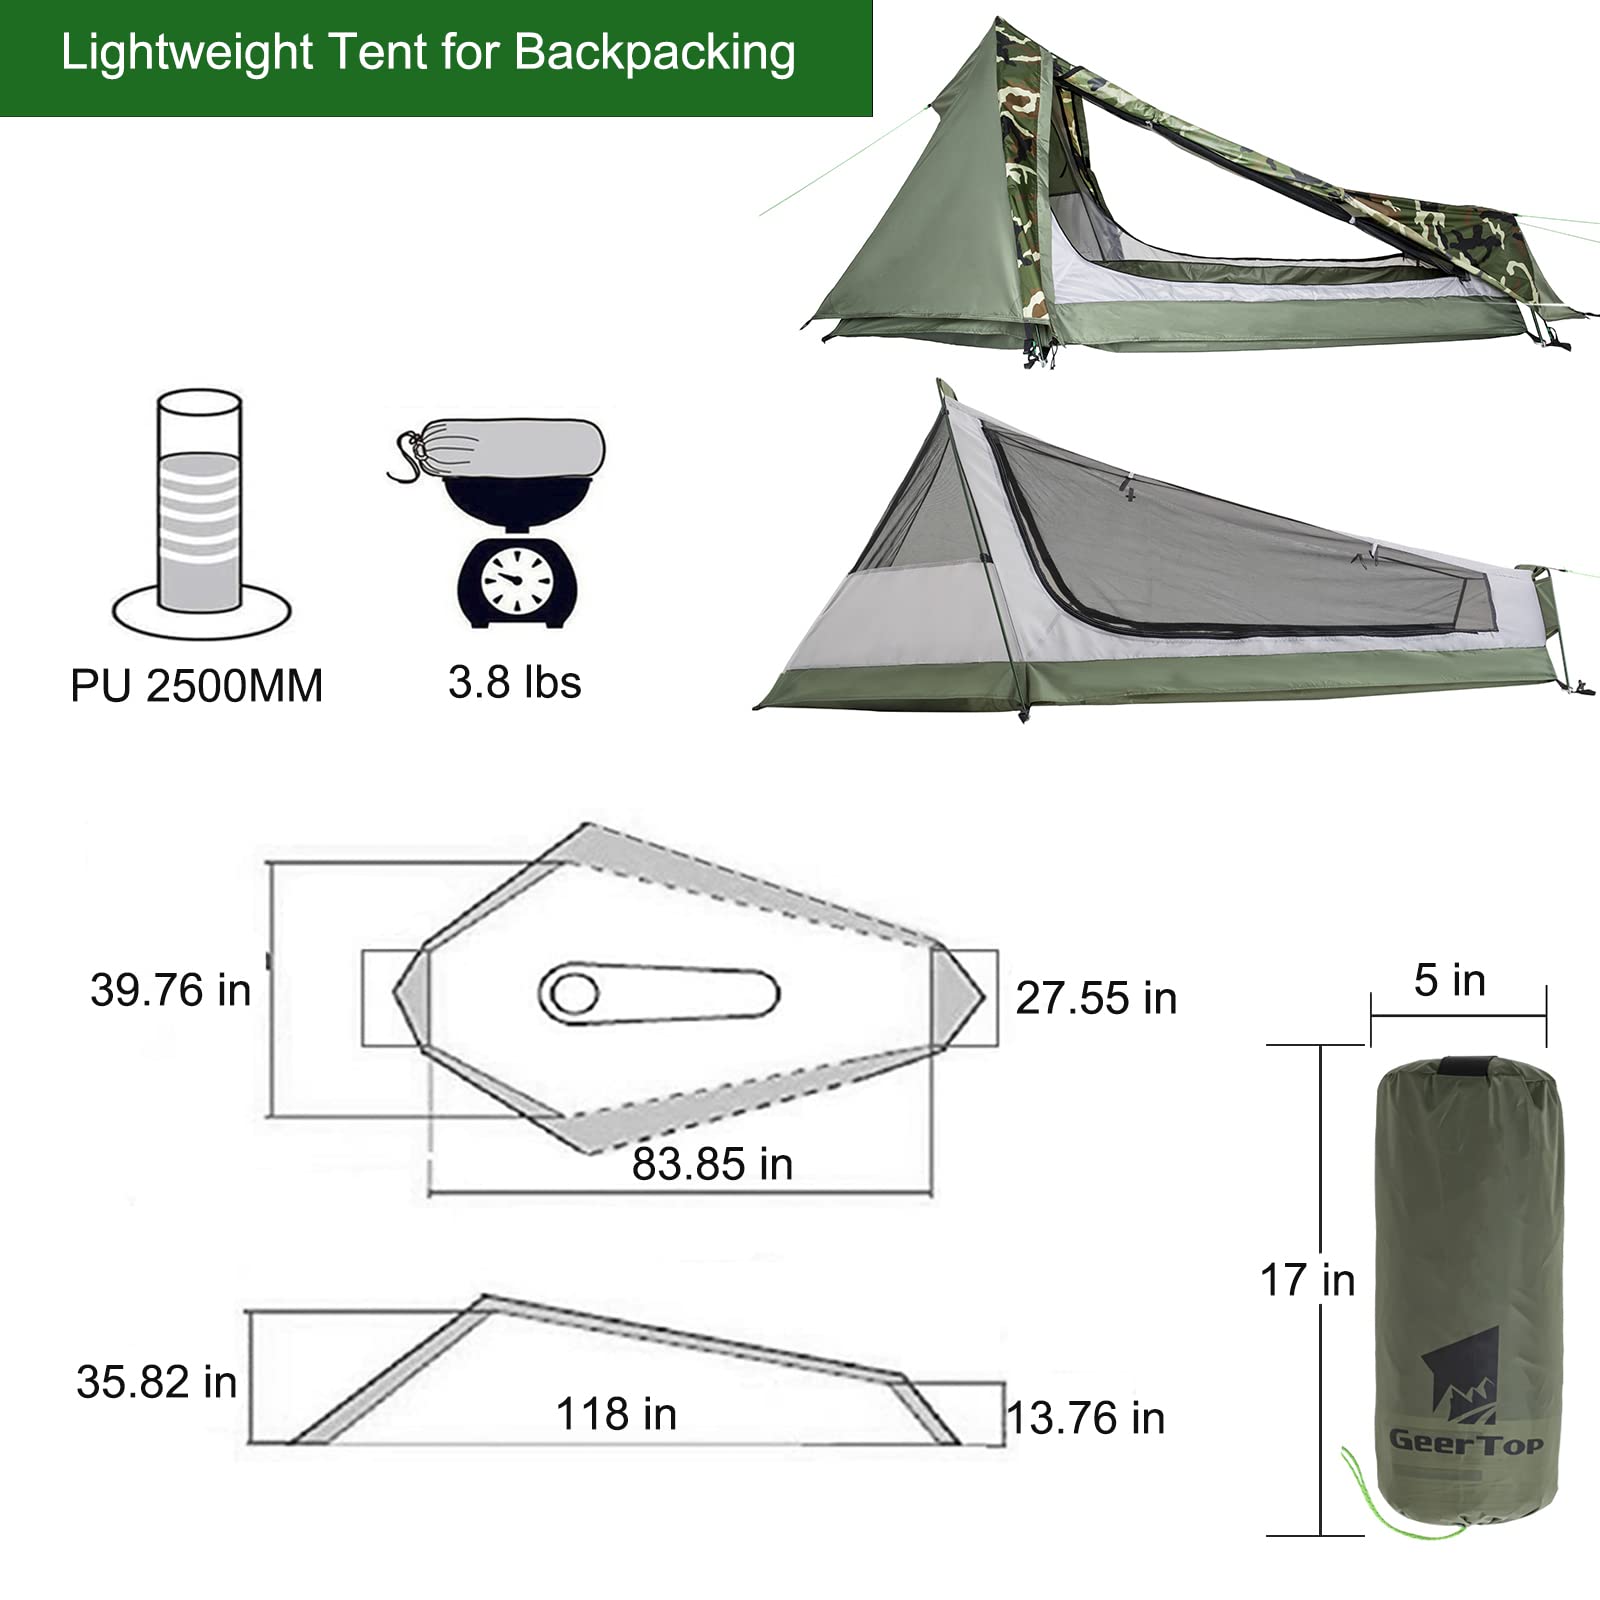 Lightweight Tent for Backpacking
PU 2500MM
3.8 lbs
39.76 in
27.55 in
83.85 in
5 in
17 in
35.82 in
118 in
13.76 in
GeerTop